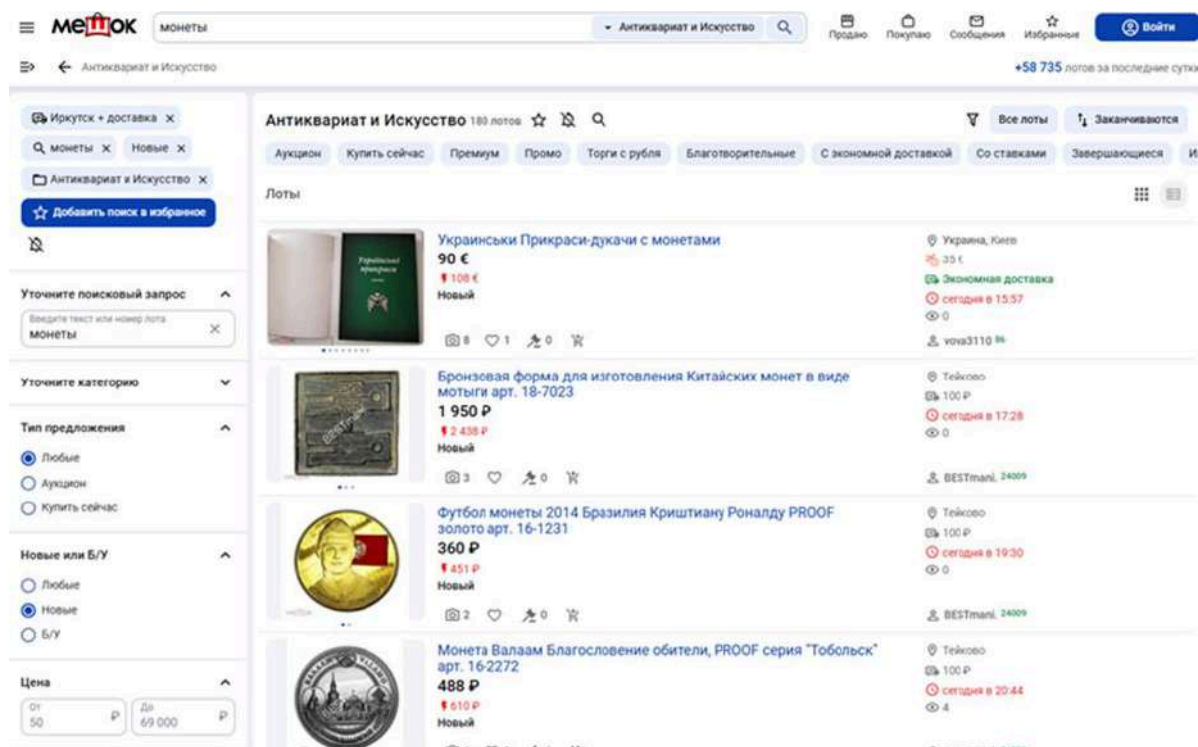 мешок
монеты
Антиквариат и Искусство
Продаю
Покупаю
Сообщения
Избранные
Войти
Антиквариат и Искусство
+58 735 лотов за последние сутки
Иркутск + доставка ×
монеты ×
Новые ×
Антиквариат и Искусство ×
Добавить поиск в избранное
Уточните поисковый запрос
Введите текст или номер лота
монеты
Уточните категорию
Тип предложения
Любые
Аукцион
Купить сейчас
Новые или Б/У
Любые
Новые
Б/У
Цена
От
50 ₽
До
69 000 ₽
Антиквариат и Искусство 180 лотов
Все лоты
Заканчиваются
Аукцион
Купить сейчас
Премиум
Промо
Торги с рубля
Благотворительные
С экономной доставкой
Со ставками
Завершающиеся
Лоты
Українські прикраси
Украински Прикраси-дукачи с монетами
90 €
108 €
Новый
8 1 0
Украина, Киев
35 €
Экономная доставка
сегодня в 15:57
0
vova3110 86
BESTmani
Бронзовая форма для изготовления Китайских монет в виде
мотыги арт. 18-7023
1 950 ₽
2 438 ₽
Новый
3 0
Тейково
100 ₽
сегодня в 17:28
0
BESTmani. 24009
Футбол монеты 2014 Бразилия Криштиану Роналду PROOF
золото арт. 16-1231
360 ₽
451 ₽
Новый
2 0
Тейково
100 ₽
сегодня в 19:30
0
BESTmani. 24009
Монета Валаам Благословение обители, PROOF серия "Тобольск"
арт. 16-2272
488 ₽
610 ₽
Новый
Тейково
100 ₽
сегодня в 20:44
4